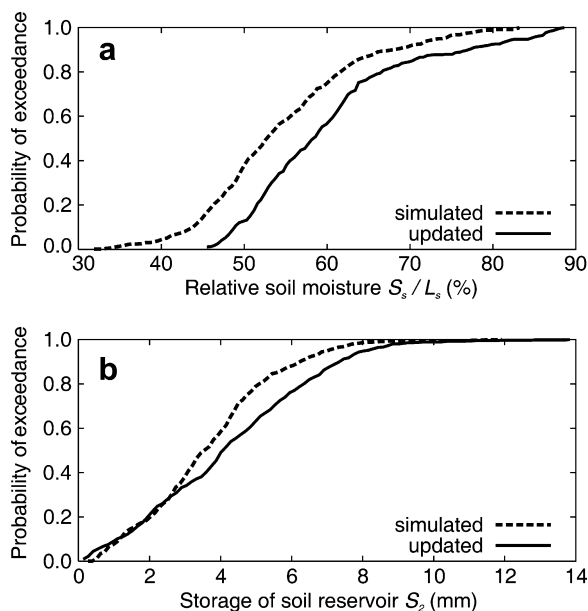 a
Probability of exceedance
1.0
0.8
0.6
0.4
0.2
0.0
simulated
updated
30 40 50 60 70 80 90
Relative soil moisture Ss / Ls (%)
b
Probability of exceedance
1.0
0.8
0.6
0.4
0.2
0.0
simulated
updated
0 2 4 6 8 10 12 14
Storage of soil reservoir S2 (mm)